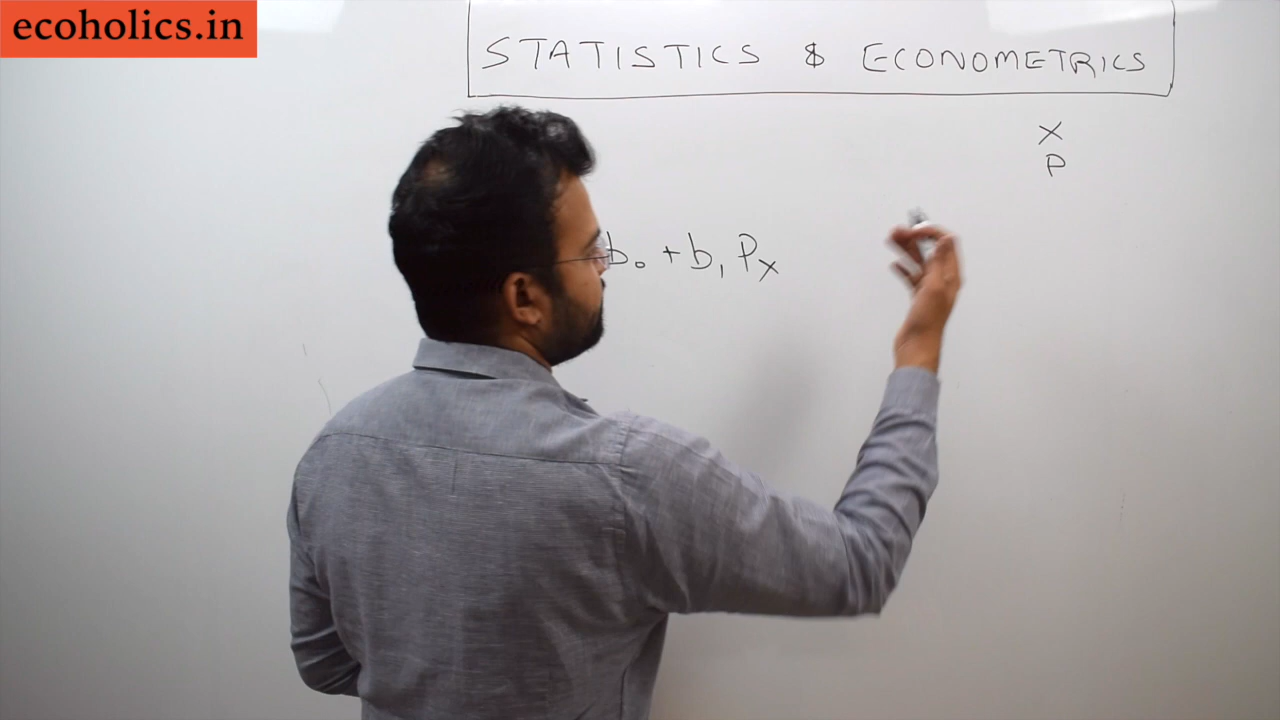 ecoholics.in
STATISTICS & ECONOMETRICS
X
P
b₀ + b₁ Pₓ